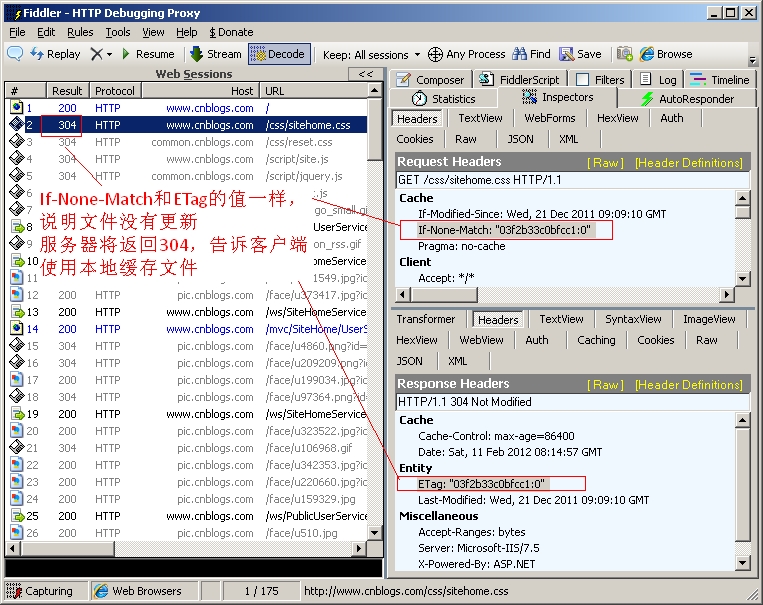 Fiddler - HTTP Debugging Proxy
File Edit Rules Tools View Help $ Donate
Replay Resume Stream Decode Keep: All sessions Any Process Find Save Browse
Web Sessions <<
# Result Protocol Host URL
1 200 HTTP www.cnblogs.com /
2 304 HTTP www.cnblogs.com /css/sitehome.css
3 304 HTTP common.cnblogs.com /css/reset.css
4 304 HTTP www.cnblogs.com /script/site.js
5 304 HTTP common.cnblogs.com /script/jquery.js
If-None-Match和ETag的值一样，
说明文件没有更新
服务器将返回304，告诉客户端
使用本地缓存文件
.js
go_small.gif
8 UserService
on_rss.gif
10 /ws/SiteHomeService
11 1549.jpg?id
12 200 HTTP pic.cnblogs.com /face/u373417.jpg?
13 200 HTTP www.cnblogs.com /ws/SiteHomeService
14 200 HTTP www.cnblogs.com /mvc/SiteHome/UserS
15 304 HTTP pic.cnblogs.com /face/u4860.png?id=
16 304 HTTP pic.cnblogs.com /face/u209209.png?
17 200 HTTP pic.cnblogs.com /face/u199034.jpg?
18 304 HTTP pic.cnblogs.com /face/u97374.png?id
19 200 HTTP www.cnblogs.com /ws/SiteHomeService
20 200 HTTP pic.cnblogs.com /face/u323522.jpg?
21 304 HTTP pic.cnblogs.com /face/u106968.gif
22 200 HTTP pic.cnblogs.com /face/u342353.jpg?
23 200 HTTP pic.cnblogs.com /face/u220660.jpg?
24 200 HTTP pic.cnblogs.com /face/u159329.jpg
25 200 HTTP www.cnblogs.com /ws/PublicUserService
26 200 HTTP pic.cnblogs.com /face/u510.jpg
Composer FiddlerScript Filters Log Timeline
Statistics Inspectors AutoResponder
Headers TextView WebForms HexView Auth
Cookies Raw JSON XML
Request Headers [ Raw ] [Header Definitions]
GET /css/sitehome.css HTTP/1.1
Cache
If-Modified-Since: Wed, 21 Dec 2011 09:09:10 GMT
If-None-Match: "03f2b33c0bfcc1:0"
Pragma: no-cache
Client
Accept: */*
Transformer Headers TextView SyntaxView ImageView
HexView WebView Auth Caching Cookies Raw
JSON XML
Response Headers [ Raw ] [Header Definitions]
HTTP/1.1 304 Not Modified
Cache
Cache-Control: max-age=86400
Date: Sat, 11 Feb 2012 08:14:57 GMT
Entity
ETag: "03f2b33c0bfcc1:0"
Last-Modified: Wed, 21 Dec 2011 09:09:10 GMT
Miscellaneous
Accept-Ranges: bytes
Server: Microsoft-IIS/7.5
X-Powered-By: ASP.NET
Capturing Web Browsers 1 / 175 http://www.cnblogs.com/css/sitehome.css